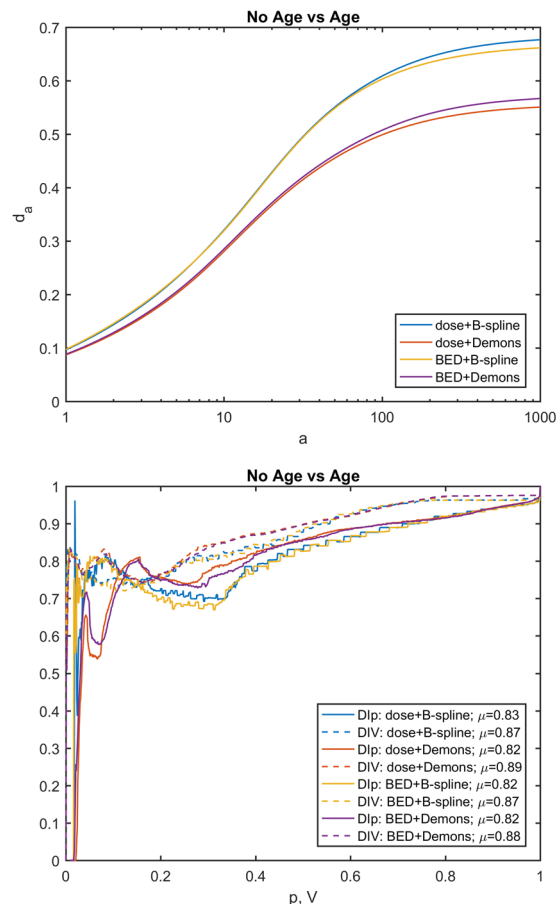 No Age vs Age
0.7
0.6
0.5
0.4
0.3
0.2
0.1
0
d_a
1
10
100
1000
a
dose+B-spline
dose+Demons
BED+B-spline
BED+Demons
No Age vs Age
1
0.9
0.8
0.7
0.6
0.5
0.4
0.3
0.2
0.1
0
0
0.2
0.4
0.6
0.8
1
p, V
DIp: dose+B-spline; μ=0.83
DIV: dose+B-spline; μ=0.87
DIp: dose+Demons; μ=0.82
DIV: dose+Demons; μ=0.89
DIp: BED+B-spline; μ=0.82
DIV: BED+B-spline; μ=0.87
DIp: BED+Demons; μ=0.82
DIV: BED+Demons; μ=0.88